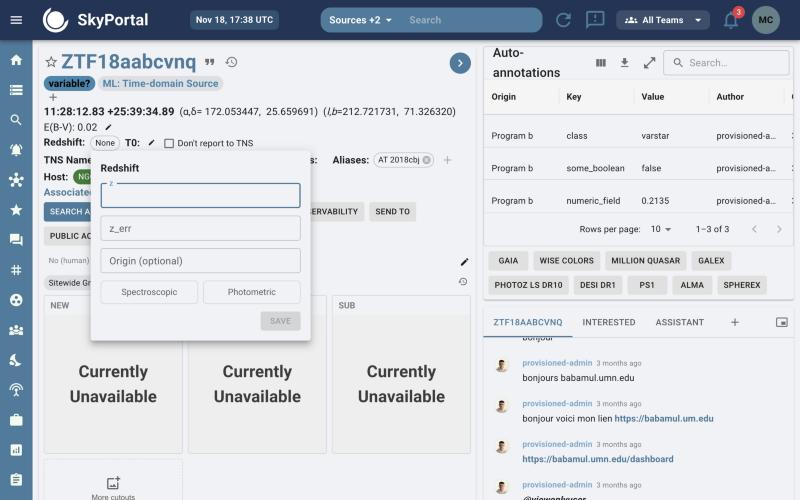 SkyPortal
Nov 18, 17:38 UTC
Sources +2
Search
All Teams
3
MC
ZTF18aabcvnq
variable?
ML: Time-domain Source
+
11:28:12.83 +25:39:34.89 (α,δ= 172.053447, 25.659691) (l,b=212.721731, 71.326320)
E(B-V): 0.02
Redshift: None T0:
Don't report to TNS
TNS Name
s:
Aliases: AT 2018cbj
Host: NG
Associate
SEARCH A
ERVABILITY
SEND TO
PUBLIC AC
No (human)
Sitewide Gr
Redshift
z
z_err
Origin (optional)
Spectroscopic
Photometric
SAVE
NEW
SUB
Currently Unavailable
Currently Unavailable
Currently Unavailable
More cutouts
Auto-annotations
Search...
Origin Key Value Author
Program b class varstar provisioned-a...
Program b some_boolean false provisioned-a...
Program b numeric_field 0.2135 provisioned-a...
Rows per page: 10 1–3 of 3
GAIA
WISE COLORS
MILLION QUASAR
GALEX
PHOTOZ LS DR10
DESI DR1
PS1
ALMA
SPHEREX
ZTF18AABCVNQ
INTERESTED
ASSISTANT
+
bonjour
provisioned-admin 3 months ago
bonjours babamul.umn.edu
provisioned-admin 3 months ago
bonjour voici mon lien https://babamul.um.edu
provisioned-admin 3 months ago
https://babamul.umn.edu/dashboard
provisioned-admin 3 months ago